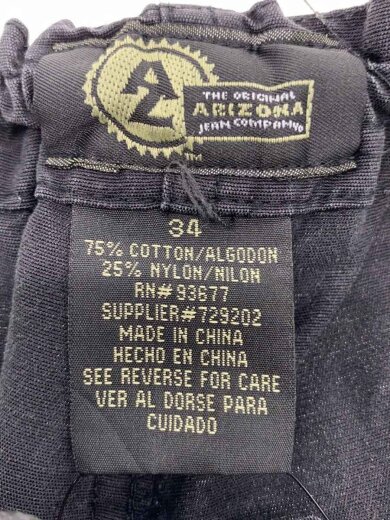 AZ
THE ORIGINAL
ARIZONA
JEAN COMPANY®
TM
34
75% COTTON/ALGODON
25% NYLON/NILON
RN# 93677
SUPPLIER#729202
MADE IN CHINA
HECHO EN CHINA
SEE REVERSE FOR CARE
VER AL DORSE PARA
CUIDADO